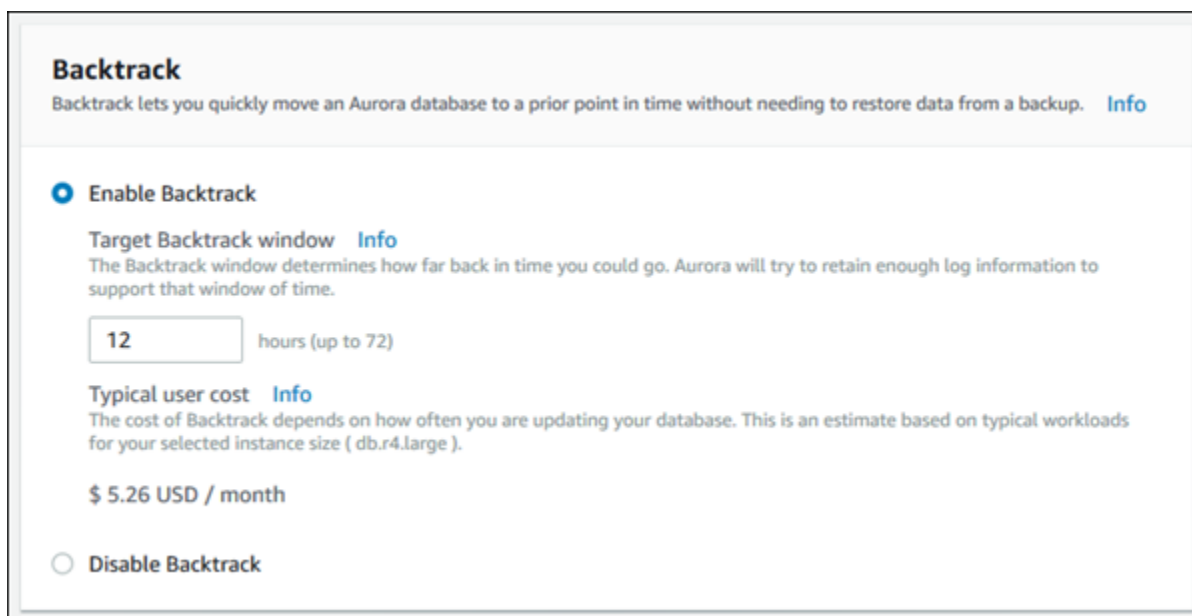 Backtrack
Backtrack lets you quickly move an Aurora database to a prior point in time without needing to restore data from a backup. Info
Enable Backtrack
Target Backtrack window Info
The Backtrack window determines how far back in time you could go. Aurora will try to retain enough log information to
support that window of time.
12 hours (up to 72)
Typical user cost Info
The cost of Backtrack depends on how often you are updating your database. This is an estimate based on typical workloads
for your selected instance size ( db.r4.large ).
$ 5.26 USD / month
Disable Backtrack